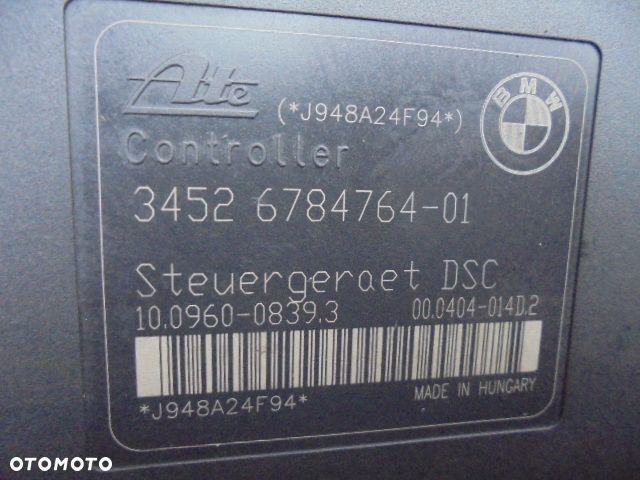 Ate (*J948A24F94*)
BMW
Controller
3452 6784764-01
Steuergeraet DSC
10.0960-0839.3 00.0404-014D.2
MADE IN HUNGARY
*J948A24F94*
OTOMOTO